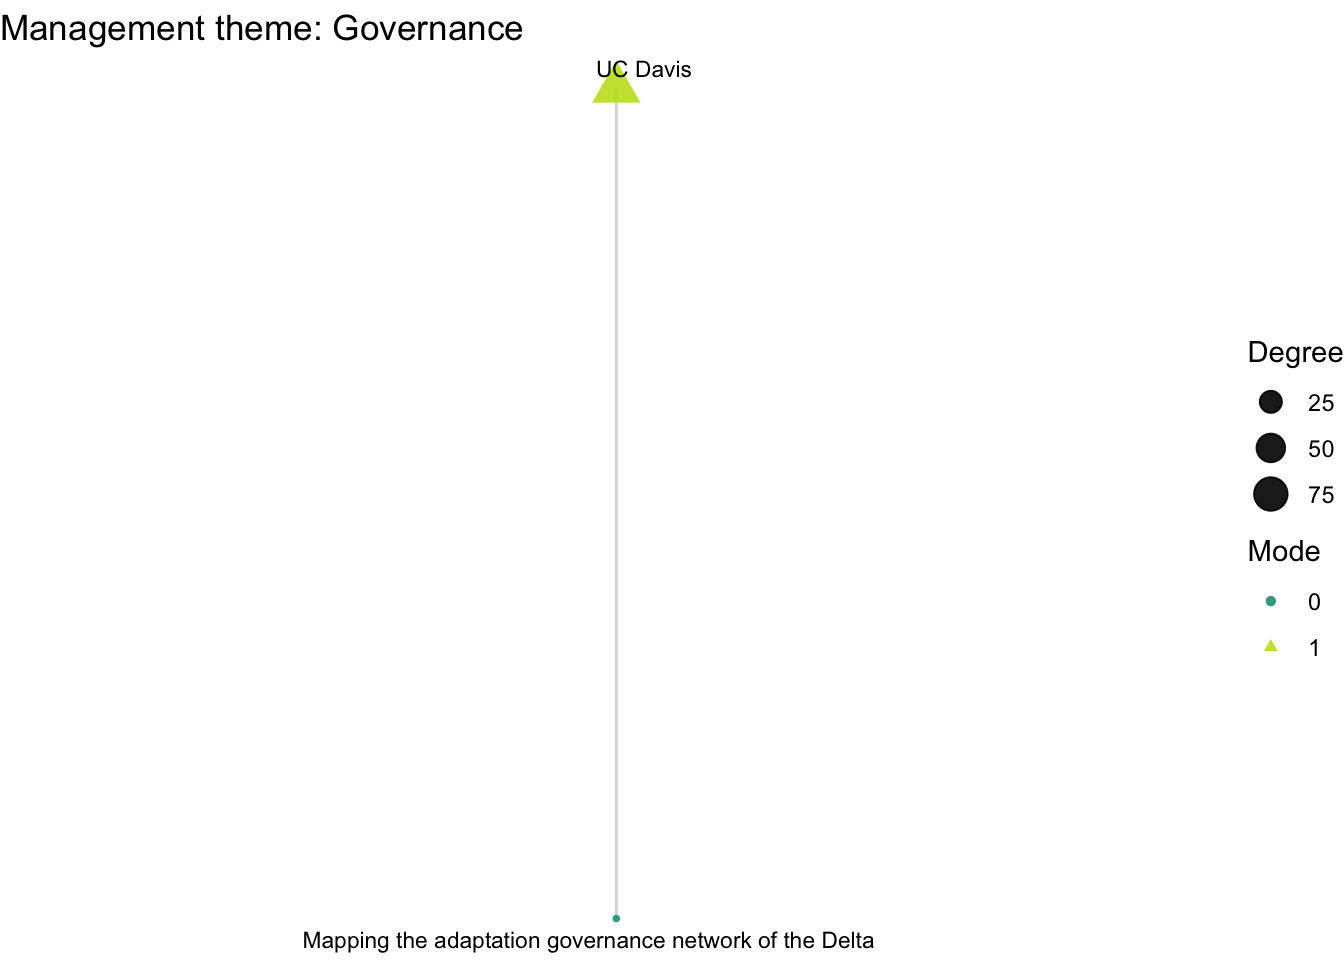 Management theme: Governance
UC Davis
Degree
25
50
75
Mode
0
1
Mapping the adaptation governance network of the Delta